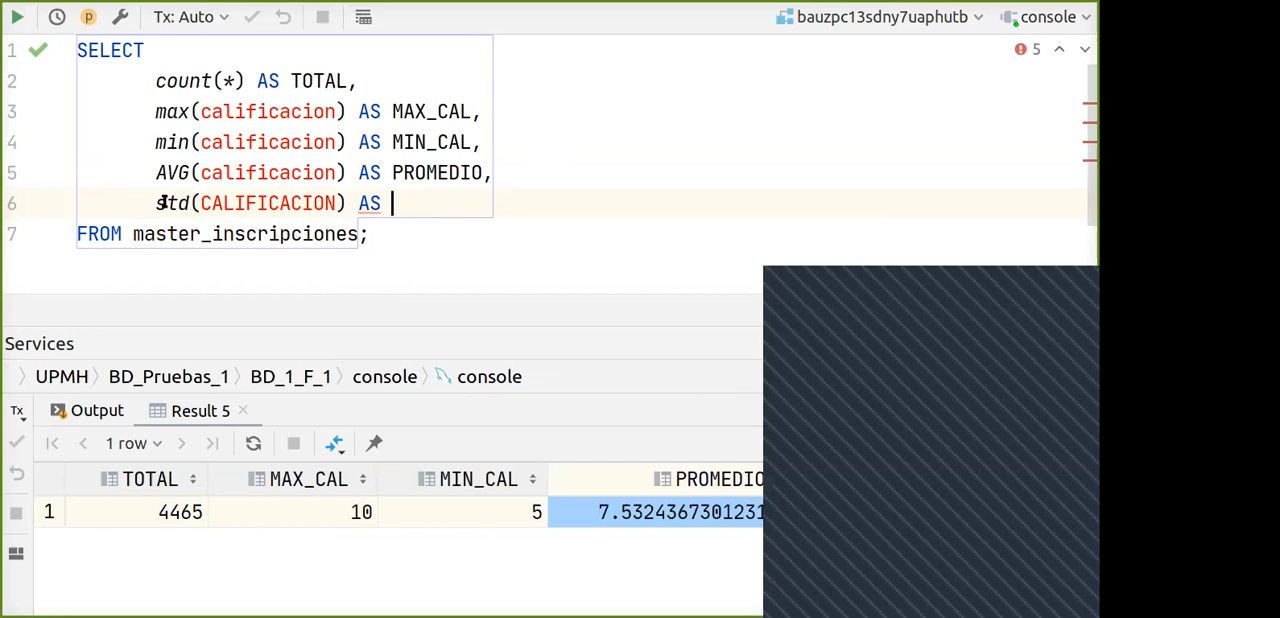 Tx: Auto bauzpc13sdny7uaphutb console
1 SELECT 5
2 count(*) AS TOTAL,
3 max(calificacion) AS MAX_CAL,
4 min(calificacion) AS MIN_CAL,
5 AVG(calificacion) AS PROMEDIO,
6 std(CALIFICACION) AS
7 FROM master_inscripciones;
Services
UPMH BD_Pruebas_1 BD_1_F_1 console console
Tx Output Result 5
1 row
TOTAL MAX_CAL MIN_CAL PROMEDIO
1 4465 10 5 7.5324367301231